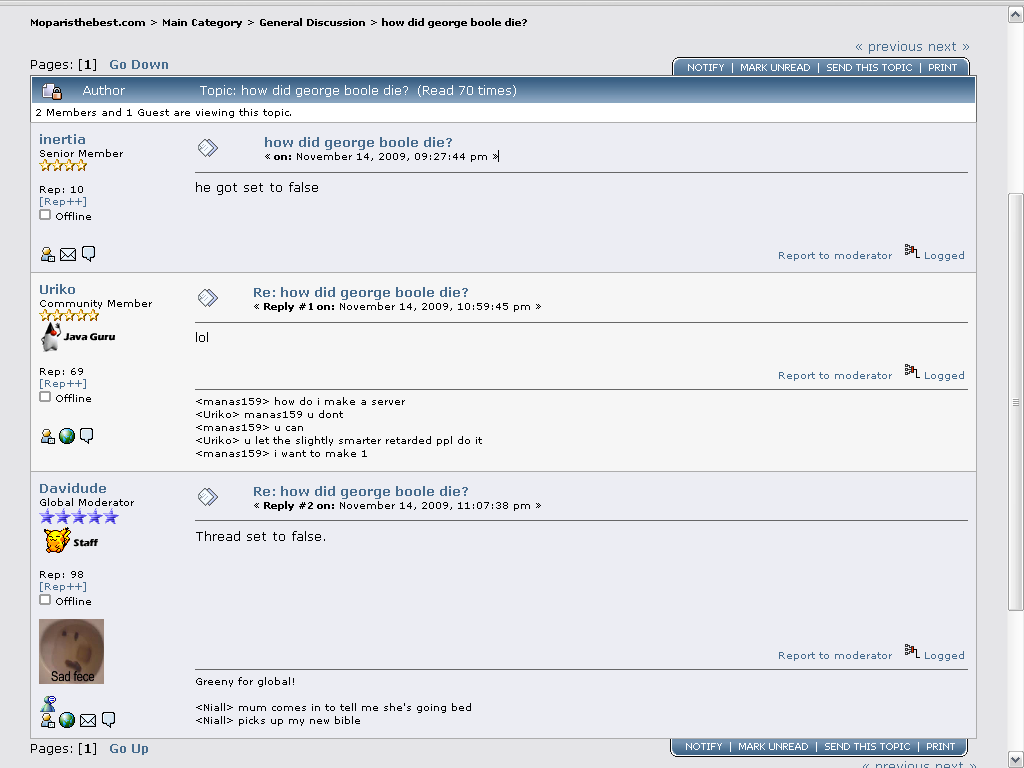 Moparisthebest.com > Main Category > General Discussion > how did george boole die?
« previous next »
Pages: [1] Go Down
NOTIFY | MARK UNREAD | SEND THIS TOPIC | PRINT
Author Topic: how did george boole die? (Read 70 times)
2 Members and 1 Guest are viewing this topic.
inertia
Senior Member
Rep: 10
[Rep++]
Offline
how did george boole die?
« on: November 14, 2009, 09:27:44 pm »
he got set to false
Report to moderator Logged
Uriko
Community Member
Java Guru
Rep: 69
[Rep++]
Offline
Re: how did george boole die?
« Reply #1 on: November 14, 2009, 10:59:45 pm »
lol
Report to moderator Logged
<manas159> how do i make a server
<Uriko> manas159 u dont
<manas159> u can
<Uriko> u let the slightly smarter retarded ppl do it
<manas159> i want to make 1
Davidude
Global Moderator
Staff
Rep: 98
[Rep++]
Offline
Sad fece
Re: how did george boole die?
« Reply #2 on: November 14, 2009, 11:07:38 pm »
Thread set to false.
Report to moderator Logged
Greeny for global!
<Niall> mum comes in to tell me she's going bed
<Niall> picks up my new bible
Pages: [1] Go Up
NOTIFY | MARK UNREAD | SEND THIS TOPIC | PRINT
« previous next »